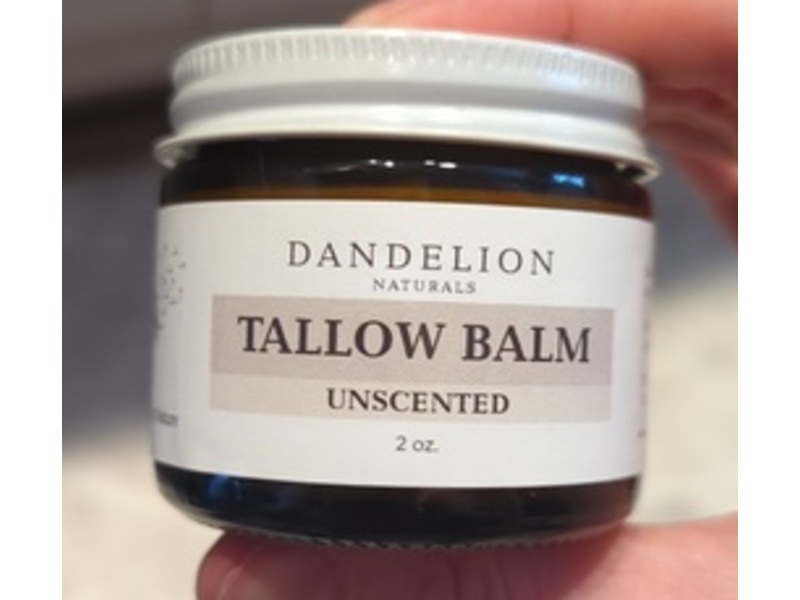 DANDELION
NATURALS
TALLOW BALM
UNSCENTED
2 oz.